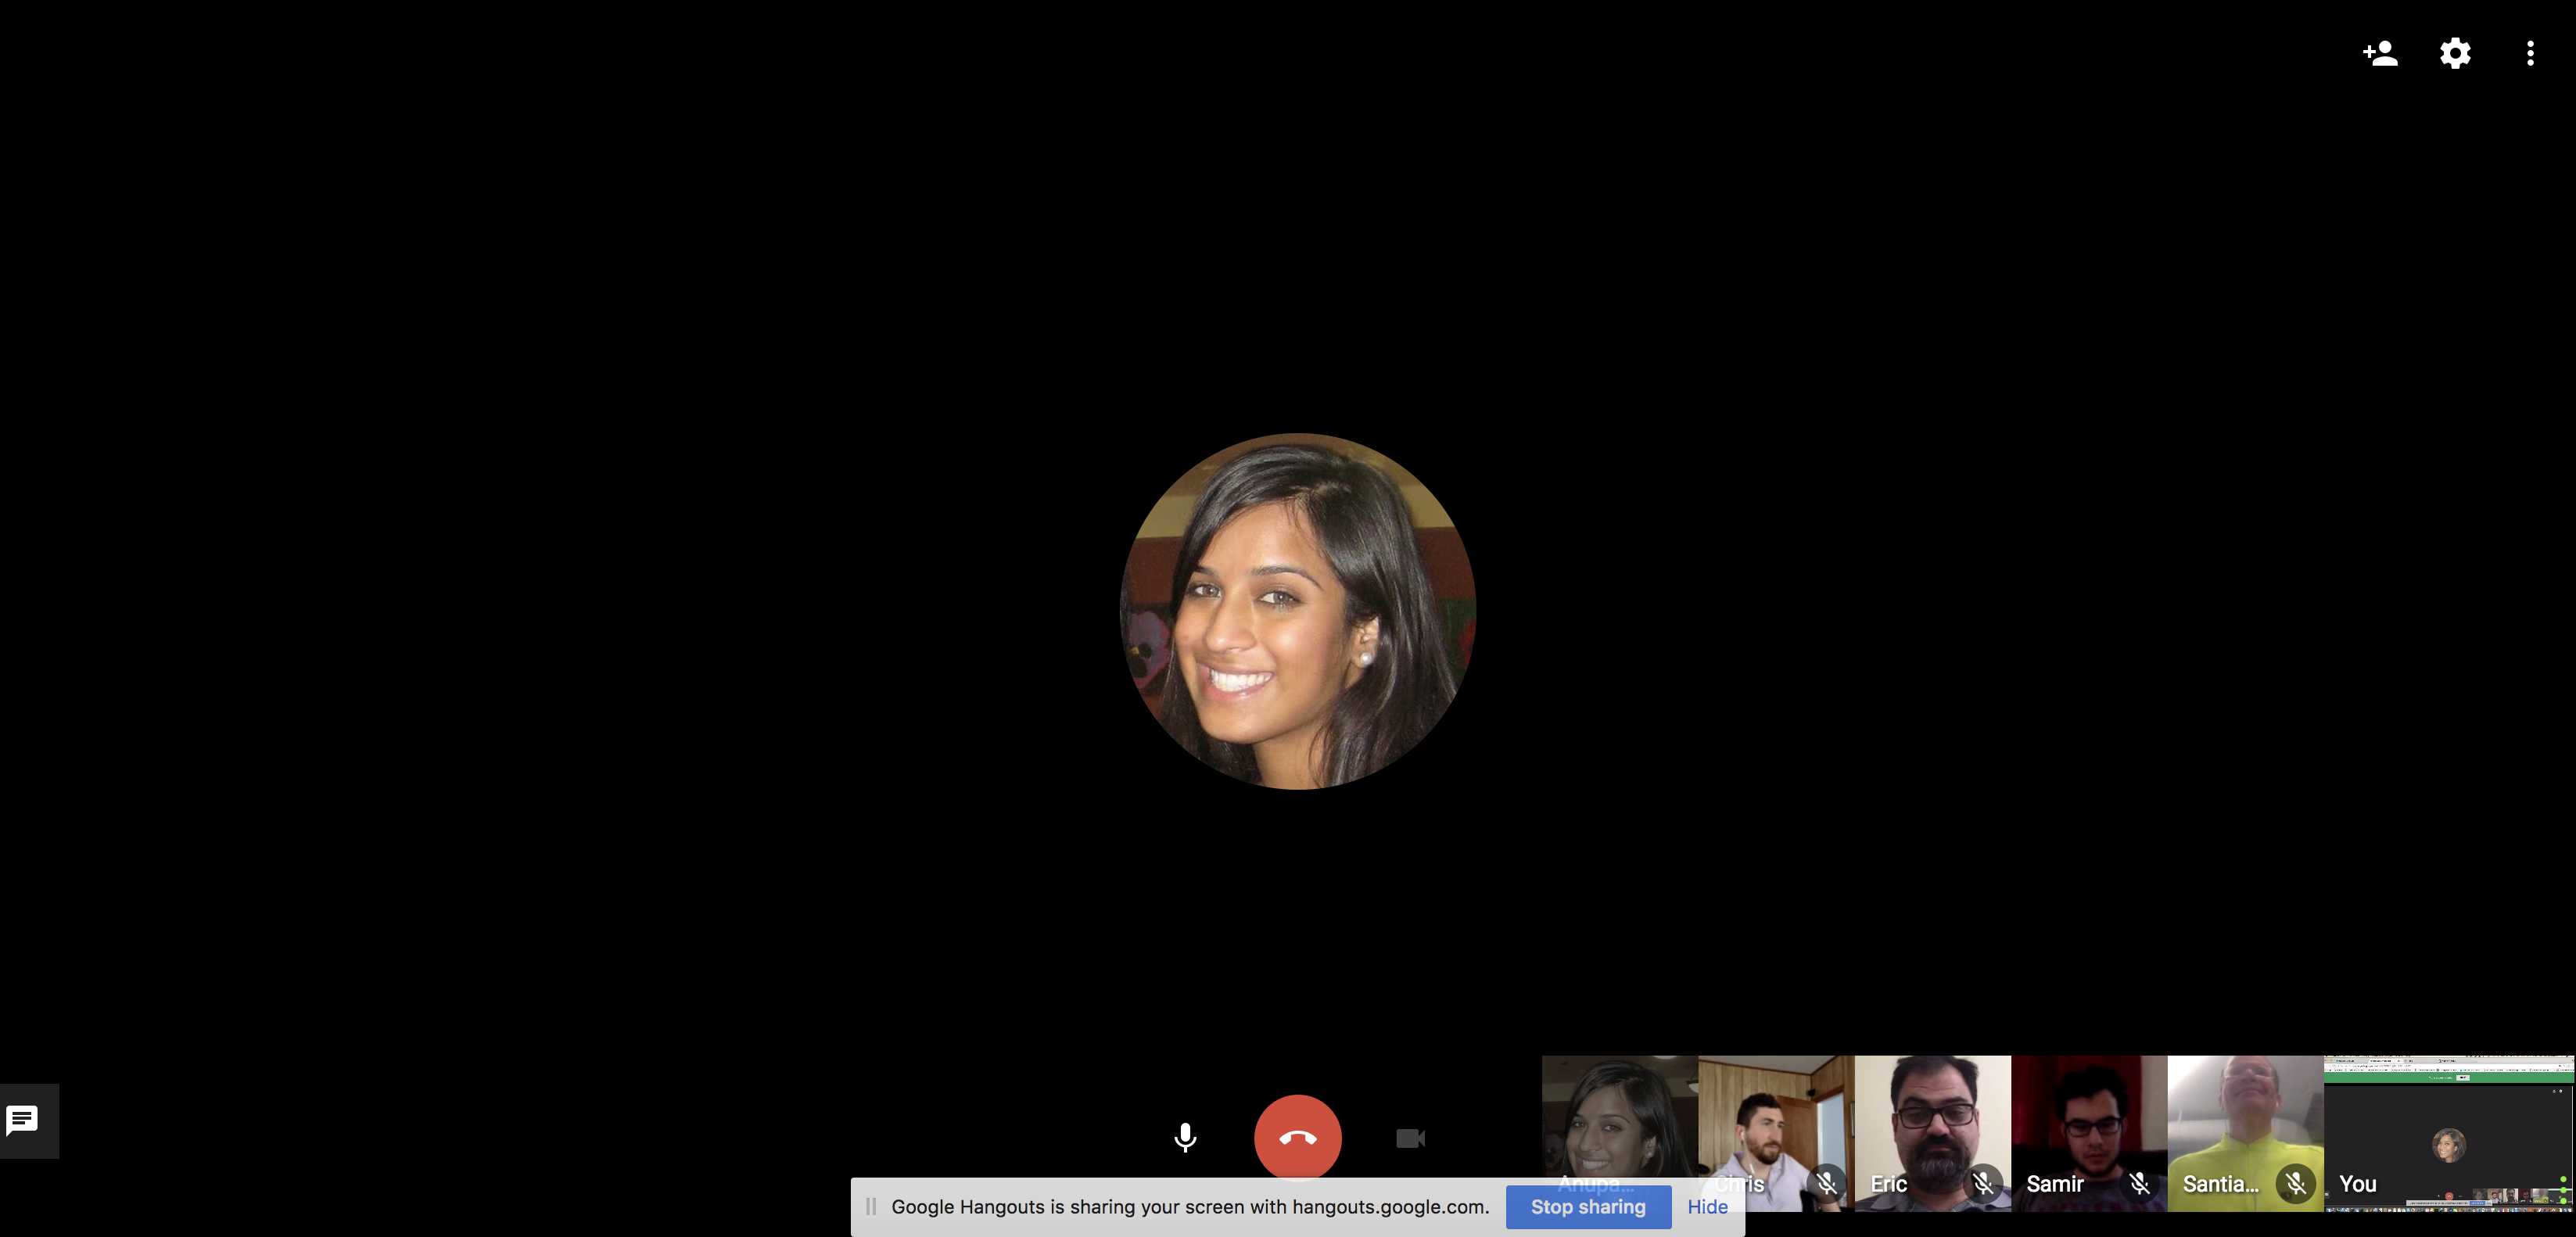 Anupa...
Chris
Eric
Samir
Santia...
You
Google Hangouts is sharing your screen with hangouts.google.com.
Stop sharing
Hide